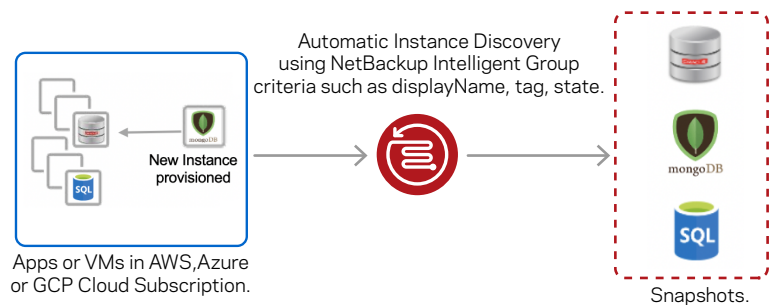 Automatic Instance Discovery
using NetBackup Intelligent Group
criteria such as displayName, tag, state.
mongoDB
New Instance
provisioned
SQL
Apps or VMs in AWS,Azure
or GCP Cloud Subscription.
mongoDB
SQL
Snapshots.